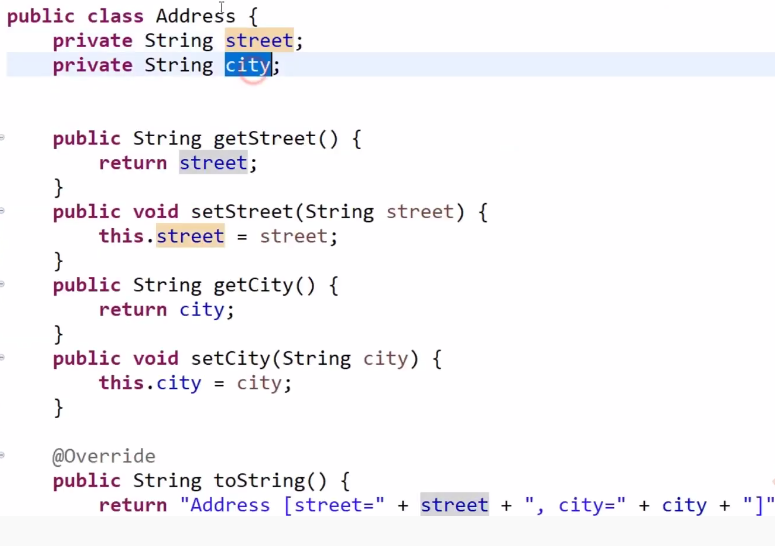 public class Address {
private String street;
private String city;
public String getStreet() {
return street;
}
public void setStreet(String street) {
this.street = street;
}
public String getCity() {
return city;
}
public void setCity(String city) {
this.city = city;
}
@Override
public String toString() {
return "Address [street=" + street + ", city=" + city + "]"